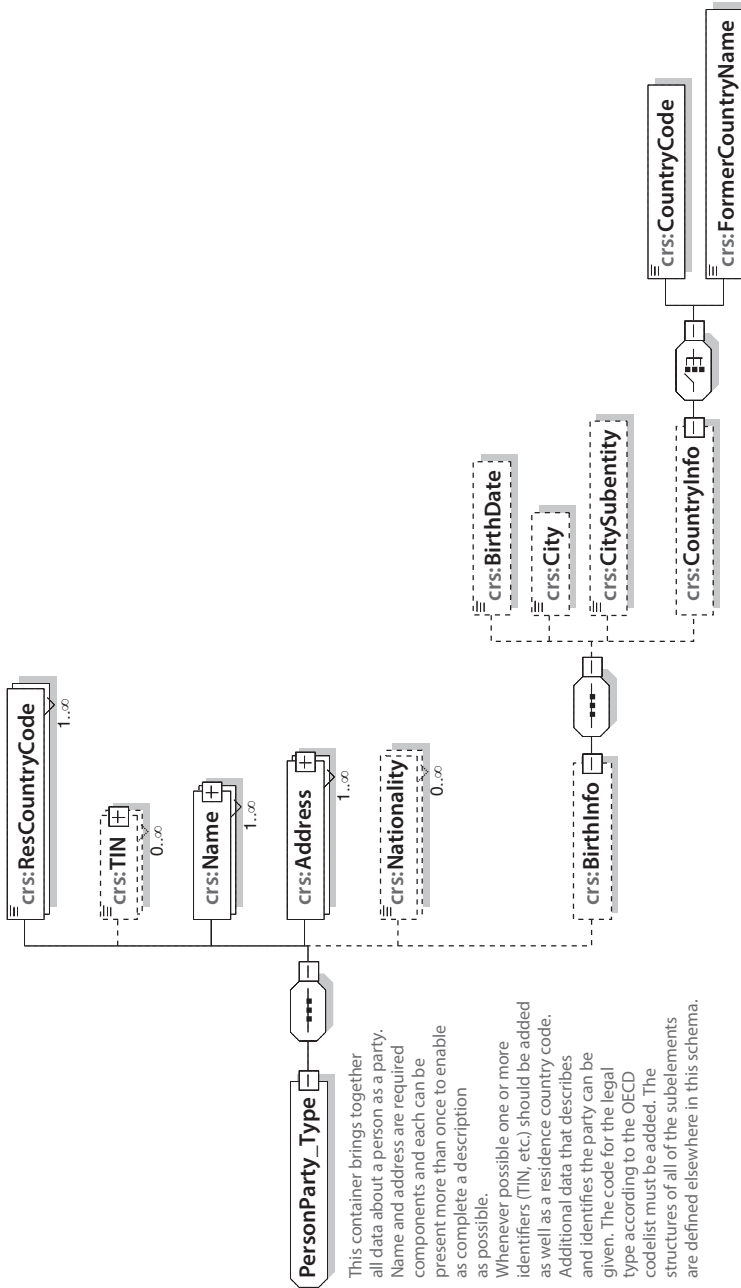 PersonParty_Type
This container brings together
all data about a person as a party.
Name and address are required
components and each can be
present more than once to enable
as complete a description
as possible.
Whenever possible one or more
identifiers (TIN, etc.) should be added
as well as a residence country code.
Additional data that describes
and identifies the party can be
given. The code for the legal
type according to the OECD
codelist must be added. The
structures of all of the subelements
are defined elsewhere in this schema.
crs:ResCountryCode
1..∞
crs:TIN
0..∞
crs:Name
1..∞
crs:Address
1..∞
crs:Nationality
0..∞
crs:BirthInfo
crs:BirthDate
crs:City
crs:CitySubentity
crs:CountryInfo
crs:CountryCode
crs:FormerCountryName